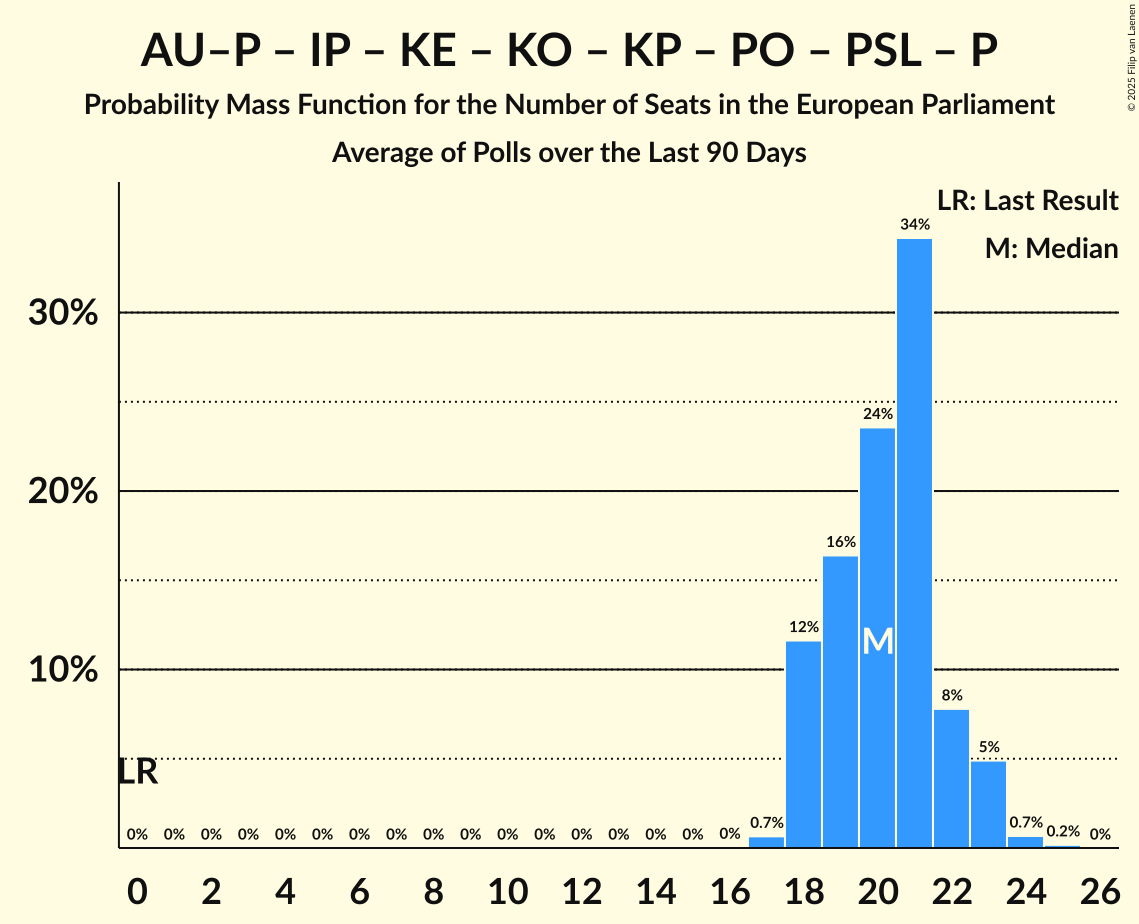 AU–P – IP – KE – KO – KP – PO – PSL – P
Probability Mass Function for the Number of Seats in the European Parliament
Average of Polls over the Last 90 Days
© 2025 Filip van Laenen
LR: Last Result
M: Median
34%
30%
24%
20%
16%
12%
M
10%
8%
5%
LR
0% 0% 0% 0% 0% 0% 0% 0% 0% 0% 0% 0% 0% 0% 0% 0% 0% 0.7% 0.7% 0.2% 0%
0 2 4 6 8 10 12 14 16 18 20 22 24 26